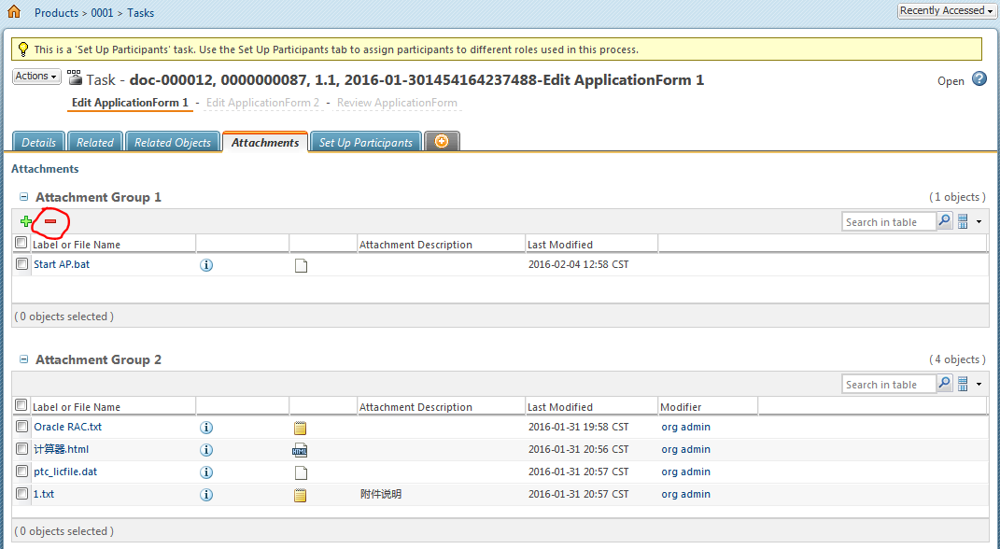 Products > 0001 > Tasks
Recently Accessed
This is a 'Set Up Participants' task. Use the Set Up Participants tab to assign participants to different roles used in this process.
Actions Task - doc-000012, 0000000087, 1.1, 2016-01-301454164237488-Edit ApplicationForm 1 Open
Edit ApplicationForm 1 - Edit ApplicationForm 2 - Review ApplicationForm
Details Related Related Objects Attachments Set Up Participants
Attachments
Attachment Group 1 ( 1 objects )
Search in table
Label or File Name Attachment Description Last Modified
Start AP.bat 2016-02-04 12:58 CST
( 0 objects selected )
Attachment Group 2 ( 4 objects )
Search in table
Label or File Name Attachment Description Last Modified Modifier
Oracle RAC.txt 2016-01-31 19:58 CST org admin
计算器.html HTML 2016-01-31 20:56 CST org admin
ptc_licfile.dat 2016-01-31 20:57 CST org admin
1.txt 附件说明 2016-01-31 20:57 CST org admin
( 0 objects selected )